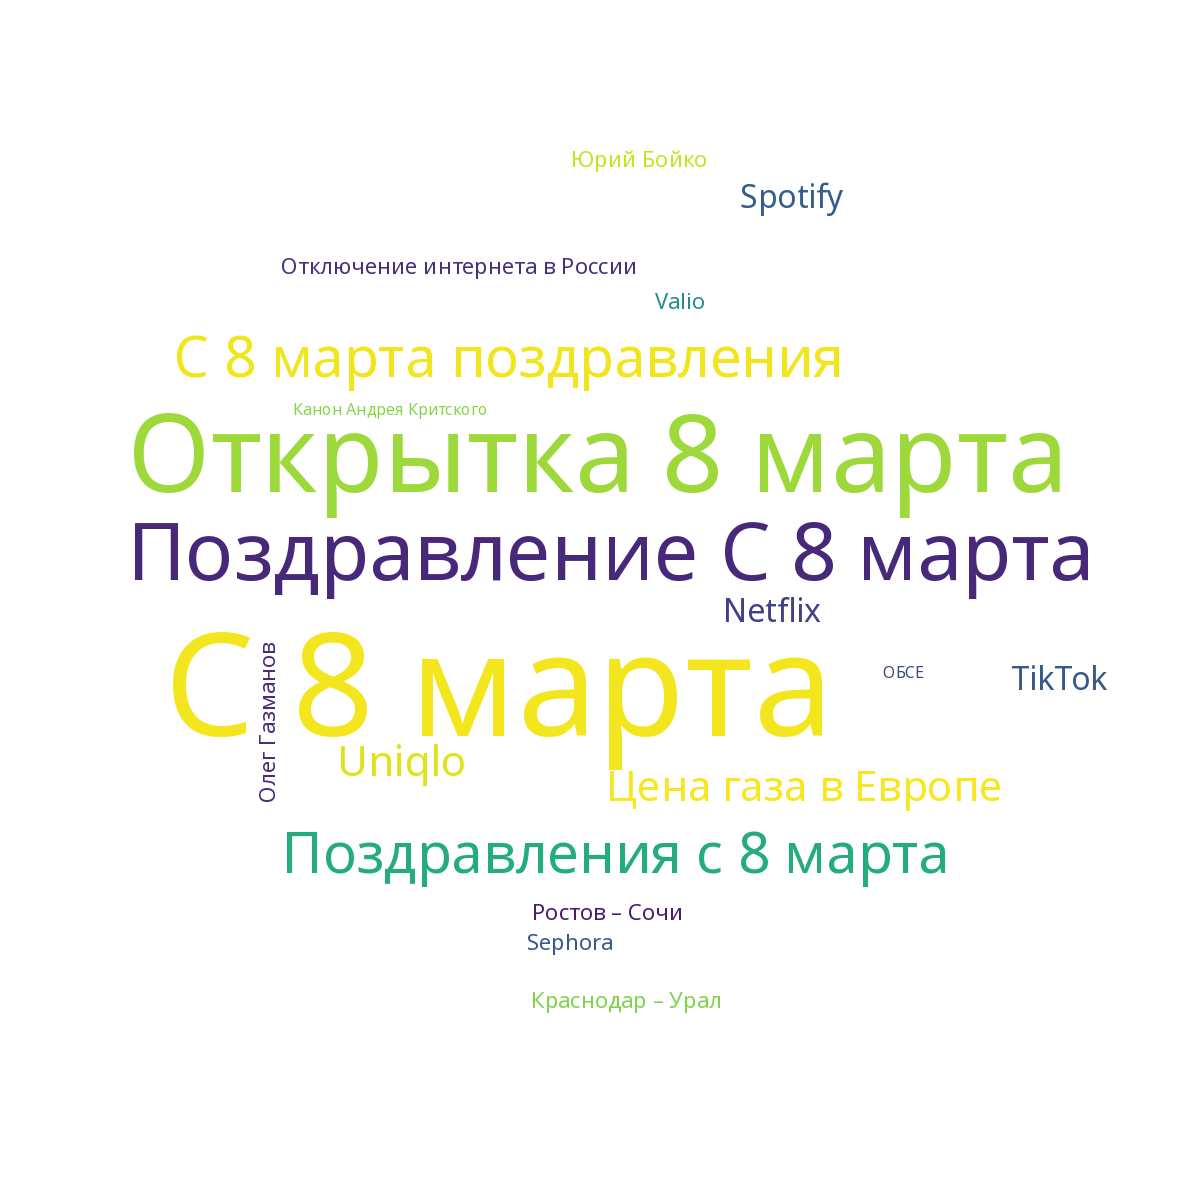 Юрий Бойко
Spotify
Отключение интернета в России
Valio
С 8 марта поздравления
Канон Андрея Критского
Открытка 8 марта
Поздравление С 8 марта
Netflix
С 8 марта
ОБСЕ
TikTok
Олег Газманов
Uniqlo
Цена газа в Европе
Поздравления с 8 марта
Ростов – Сочи
Sephora
Краснодар – Урал